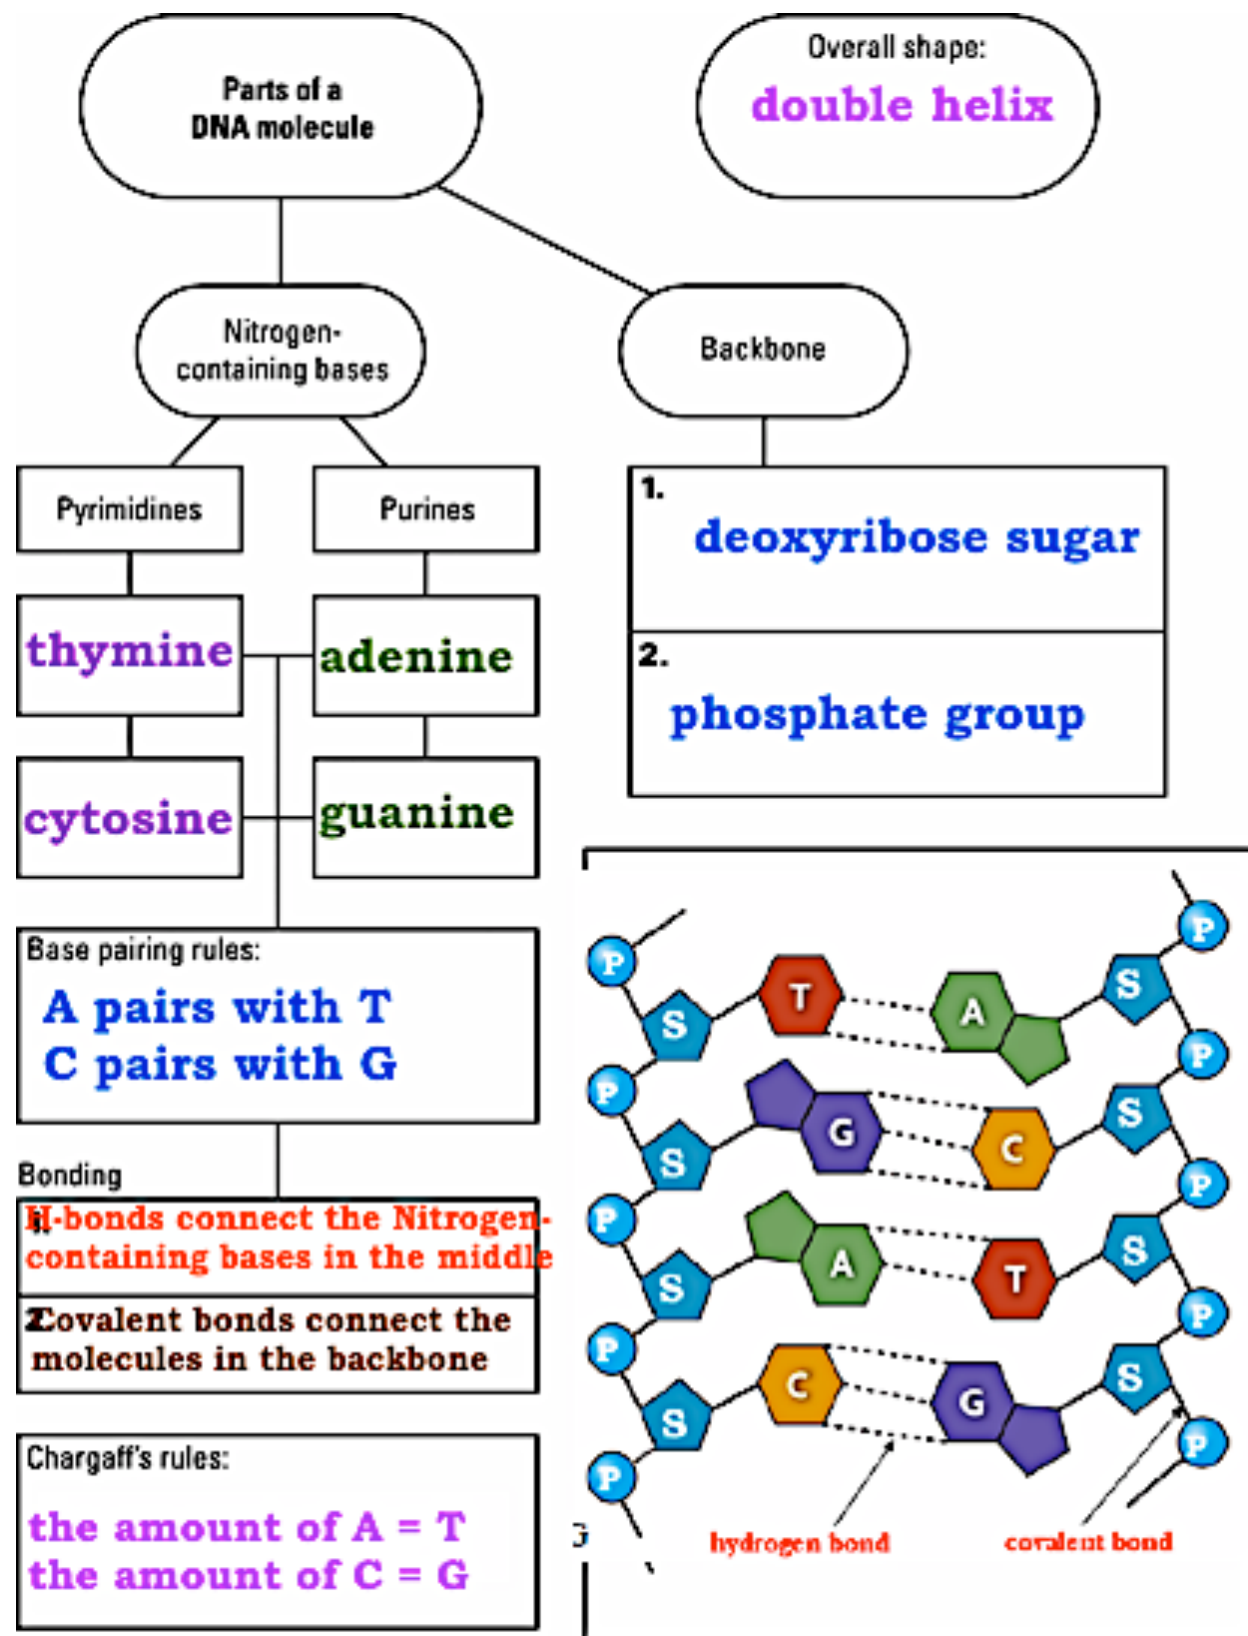 Parts of a
DNA molecule
Overall shape:
double helix
Nitrogen-
containing bases
Backbone
Pyrimidines
Purines
1.
deoxyribose sugar
thymine
adenine
2.
phosphate group
cytosine
guanine
Base pairing rules:
A pairs with T
C pairs with G
Bonding
1.
H-bonds connect the Nitrogen-
containing bases in the middle
2.
Covalent bonds connect the
molecules in the backbone
Chargaff's rules:
the amount of A = T
the amount of C = G
P
P
S
T
A
S
P
P
S
G
C
S
P
P
S
A
T
S
P
P
S
C
G
S
P
P
hydrogen bond
covalent bond